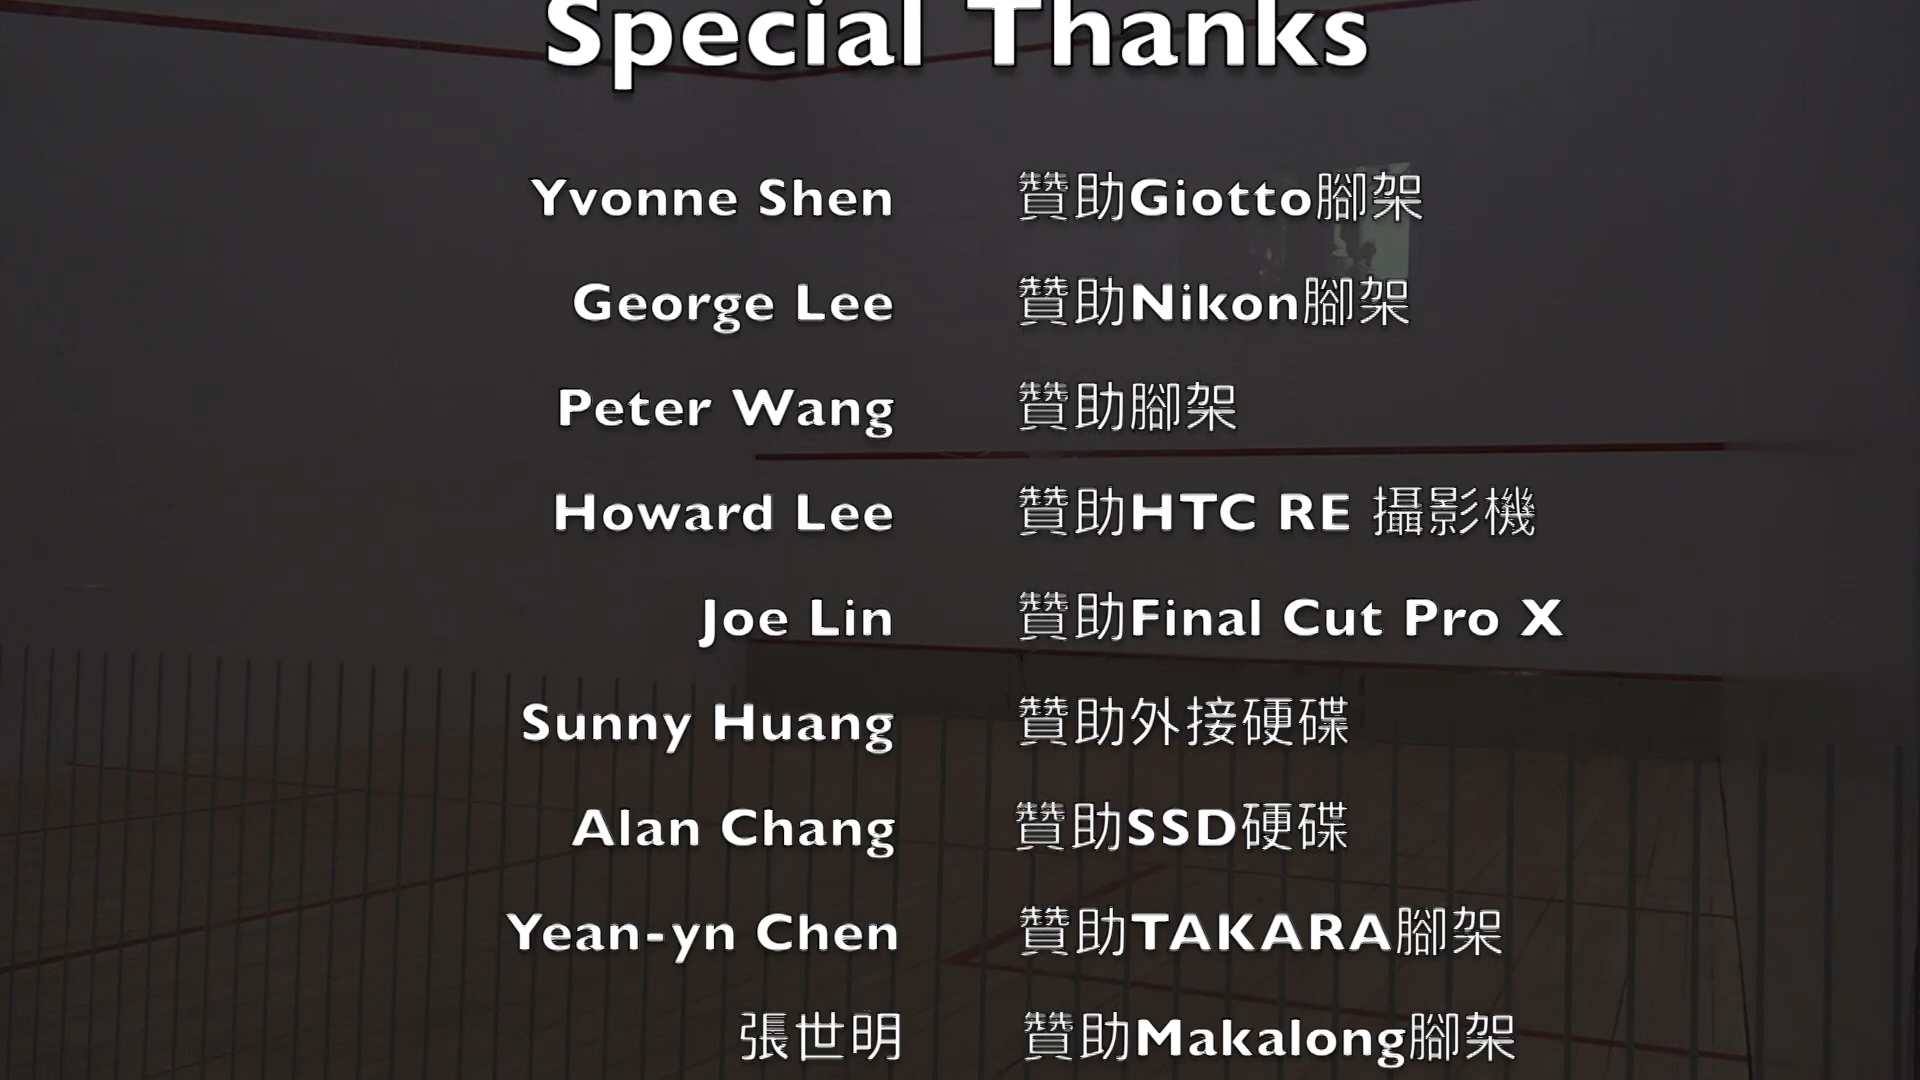 Special Thanks
Yvonne Shen 贊助Giotto腳架
George Lee 贊助Nikon腳架
Peter Wang 贊助腳架
Howard Lee 贊助HTC RE 攝影機
Joe Lin 贊助Final Cut Pro X
Sunny Huang 贊助外接硬碟
Alan Chang 贊助SSD硬碟
Yean-yn Chen 贊助TAKARA腳架
張世明 贊助Makalong腳架